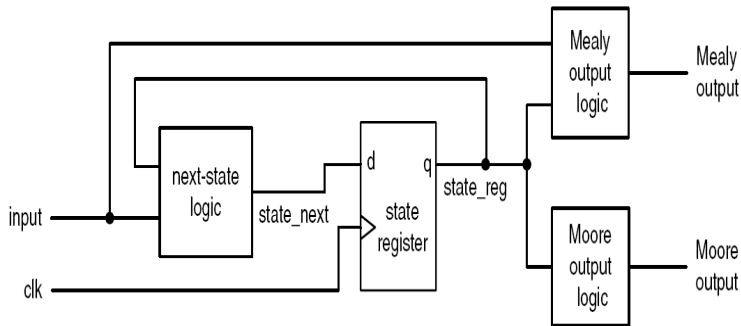 Mealy
output
logic
Mealy
output
next-state
logic
d
q
state
register
state_reg
state_next
input
clk
Moore
output
logic
Moore
output